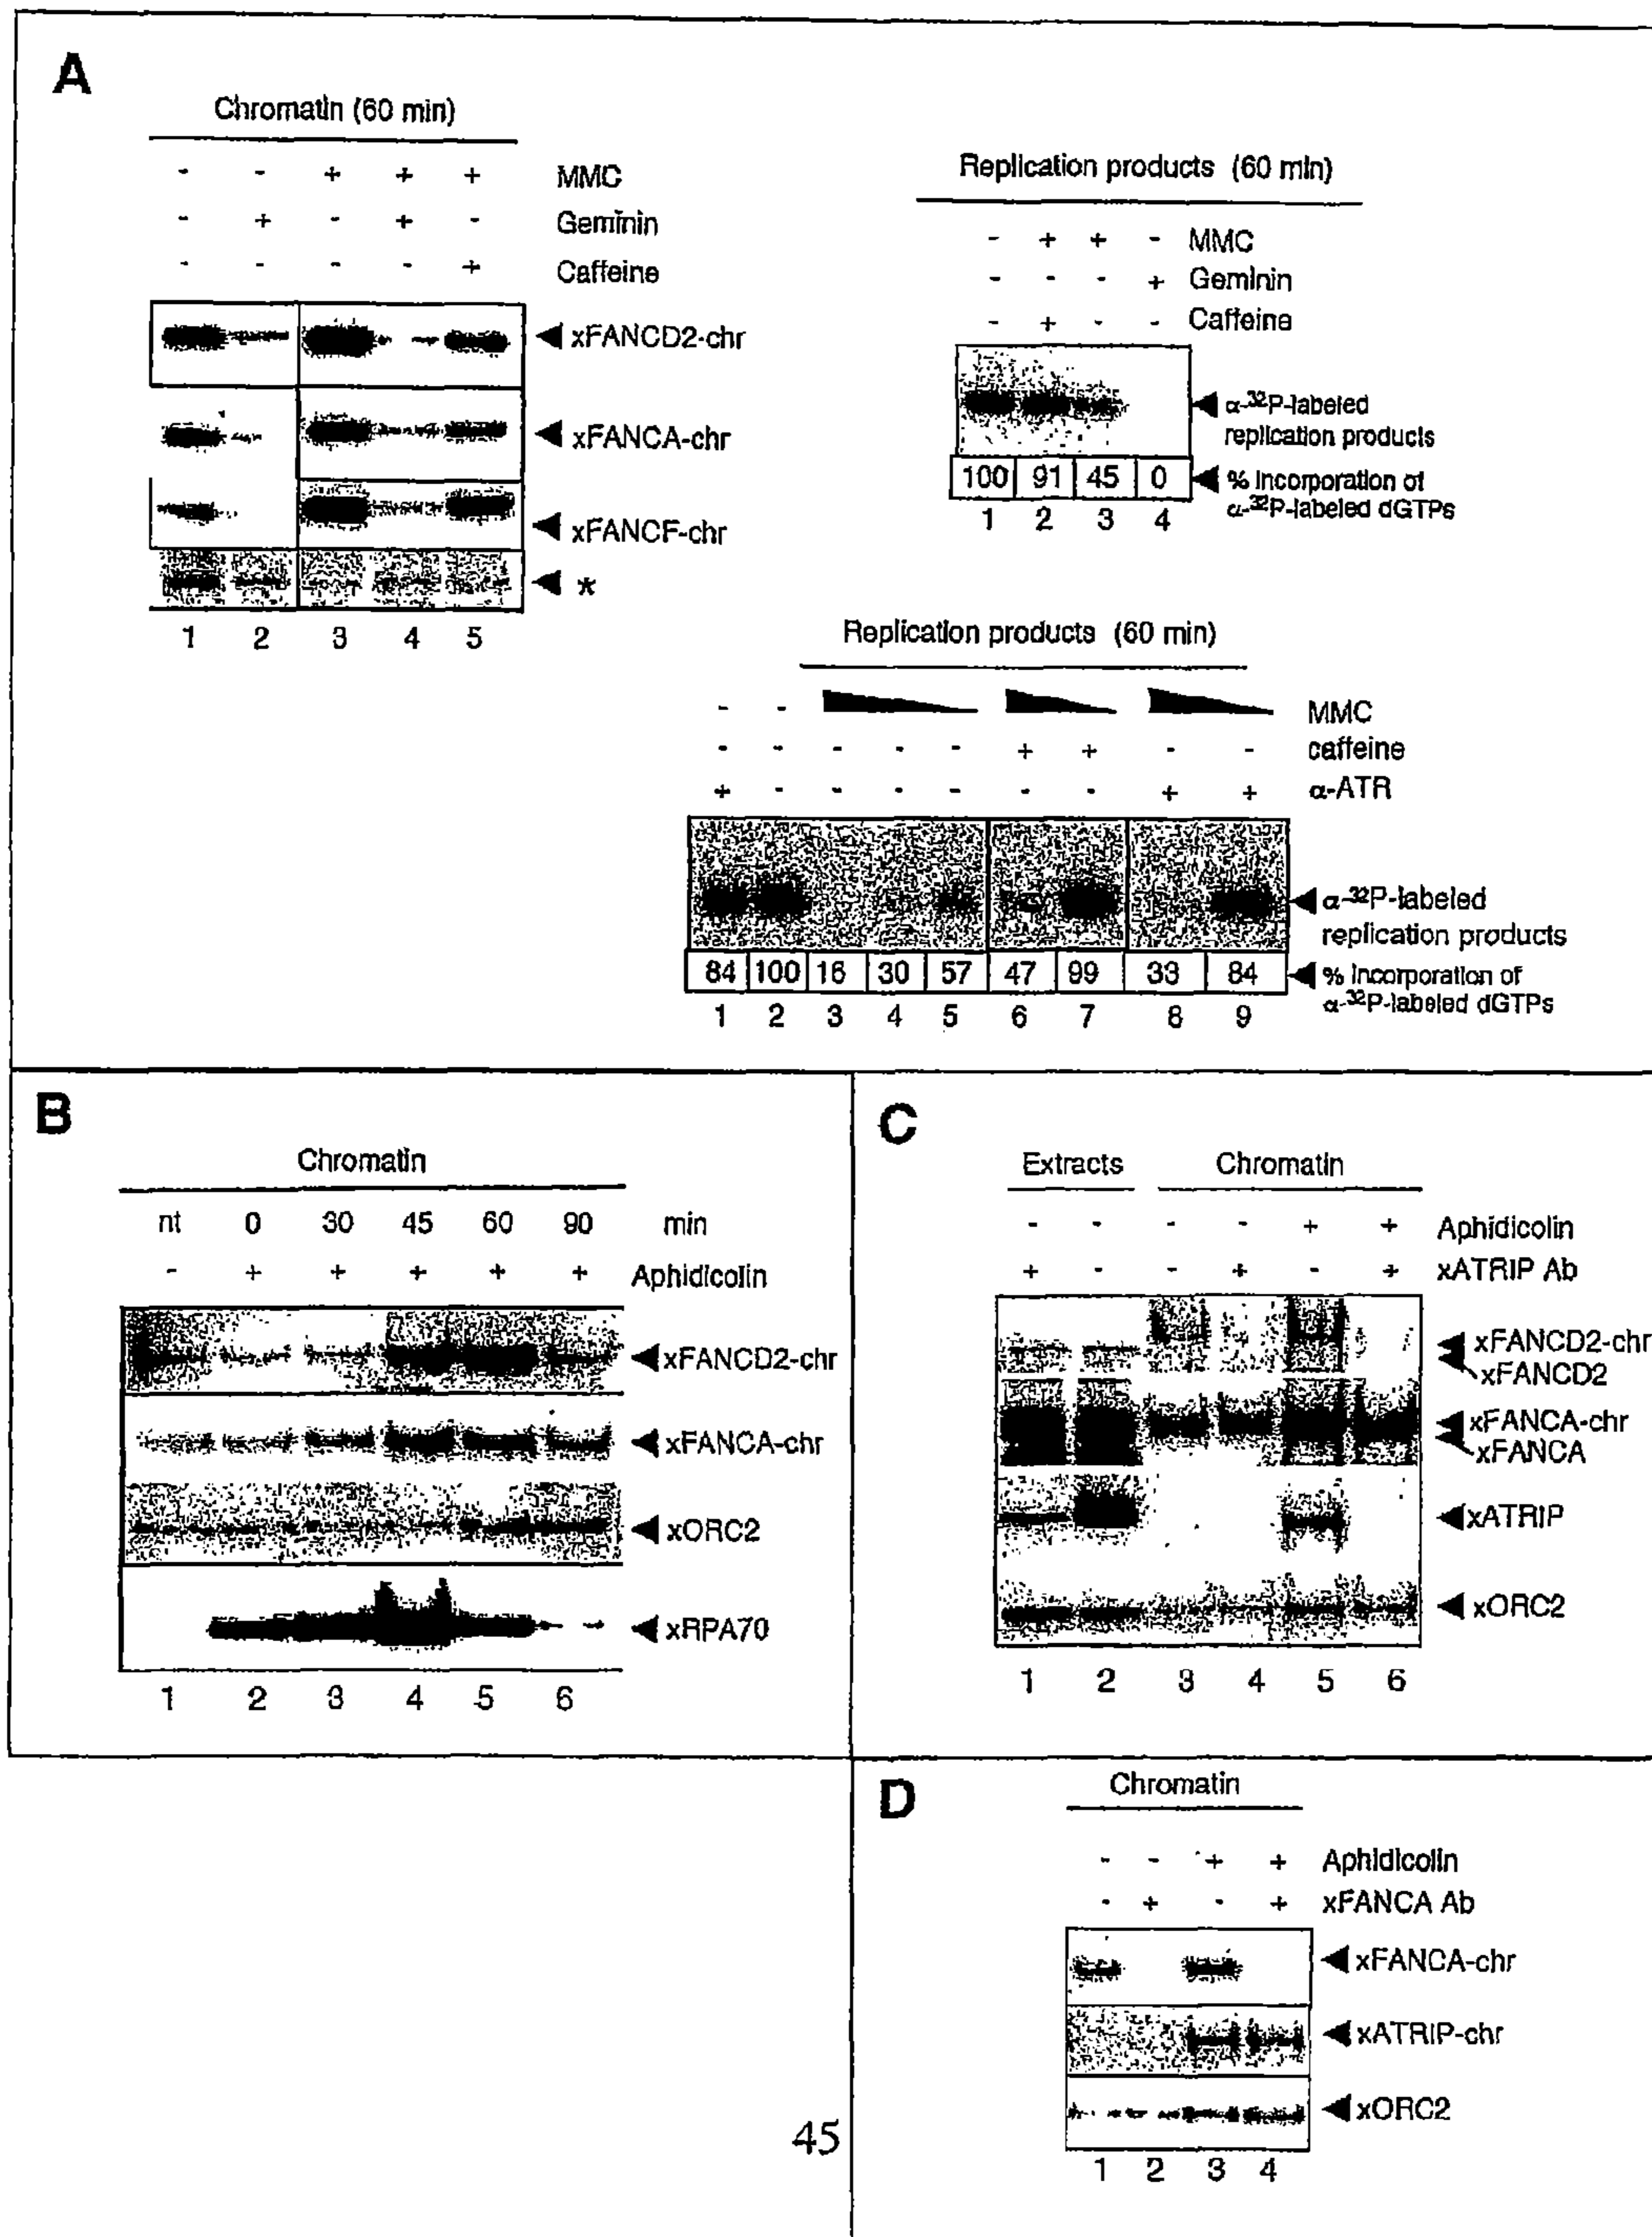 A
Chromatin (60 min)
- - + + + MMC
- + - + - Geminin
- - - - + Caffeine
xFANCD2-chr
xFANCA-chr
xFANCF-chr
*
1 2 3 4 5
Replication products (60 min)
- + + - MMC
- - - + Geminin
- + - - Caffeine
α-32P-labeled
replication products
100 91 45 0
% Incorporation of
α-32P-labeled dGTPs
1 2 3 4
Replication products (60 min)
- - MMC
- - - - - + + - - caffeine
+ - - - - - - + + α-ATR
α-32P-labeled
replication products
84 100 16 30 57 47 99 33 84
% Incorporation of
α-32P-labeled dGTPs
1 2 3 4 5 6 7 8 9
B
Chromatin
nt 0 30 45 60 90 min
- + + + + + Aphidicolin
xFANCD2-chr
xFANCA-chr
xORC2
xRPA70
1 2 3 4 5 6
C
Extracts Chromatin
- - - - + + Aphidicolin
+ - - + - + xATRIP Ab
xFANCD2-chr
xFANCD2
xFANCA-chr
xFANCA
xATRIP
xORC2
1 2 3 4 5 6
D
Chromatin
- - + + Aphidicolin
- + - + xFANCA Ab
xFANCA-chr
xATRIP-chr
xORC2
1 2 3 4
45